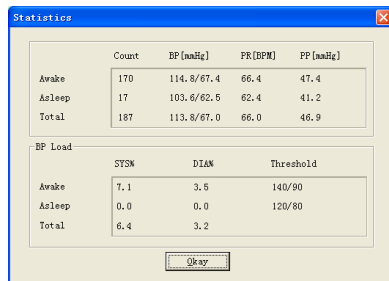 Statistics
Count BP[mmHg] PR[BPM] PP[mmHg]
Awake 170 114.8/67.4 66.4 47.4
Asleep 17 103.6/62.5 62.4 41.2
Total 187 113.8/67.0 66.0 46.9
BP Load
SYS% DIA% Threshold
Awake 7.1 3.5 140/90
Asleep 0.0 0.0 120/80
Total 6.4 3.2
Okay